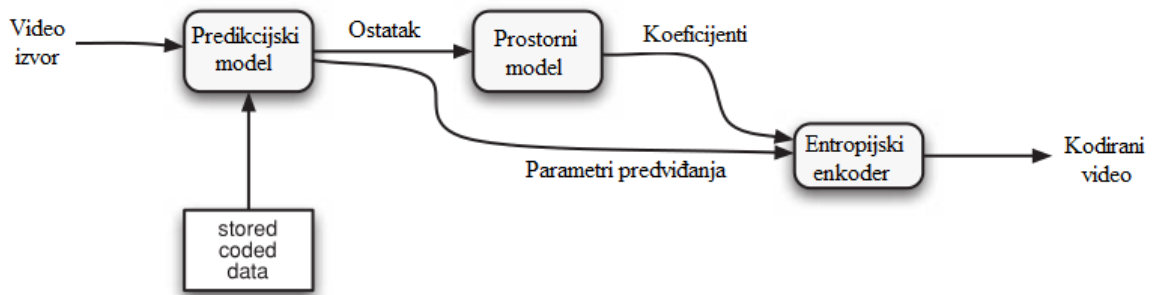 Video
izvor
Predikcijski
model
Ostatak
Prostorni
model
Koeficijenti
Parametri predviđanja
Entropijski
enkoder
Kodirani
video
stored
coded
data